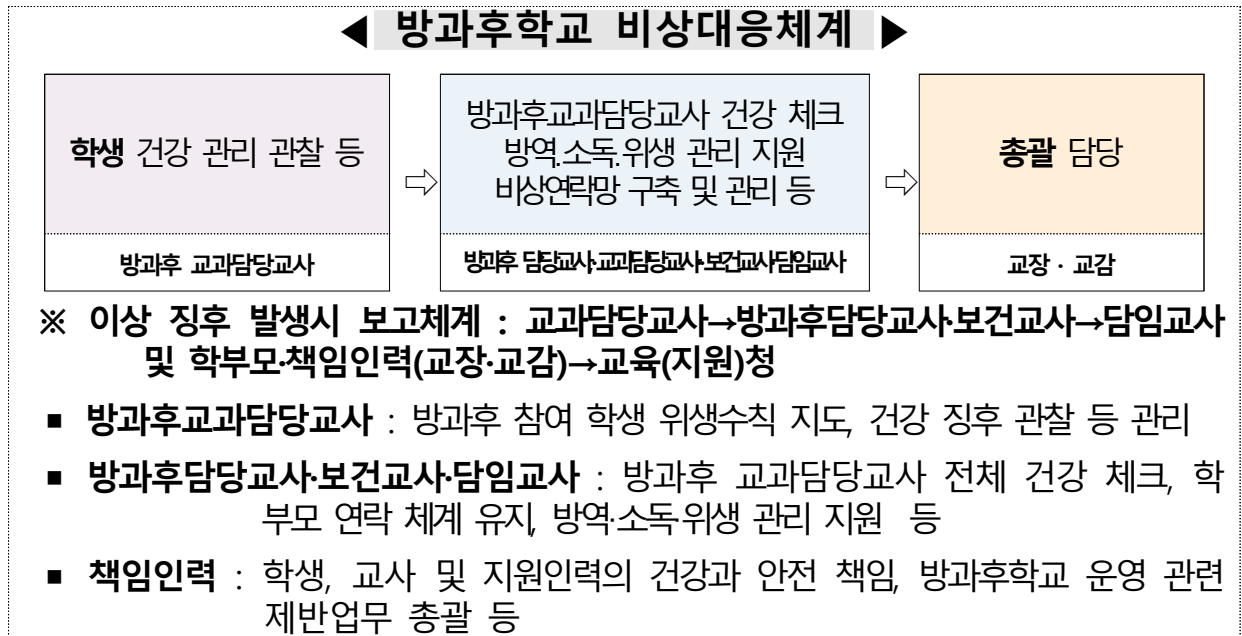 ◀ 방과후학교 비상대응체계 ▶
학생 건강 관리 관찰 등
방과후 교과담당교사
⇨
방과후교과담당교사 건강 체크
방역.소독.위생 관리 지원
비상연락망 구축 및 관리 등
방과후 담당교사·교과담당교사·보건교사·담임교사
⇨
총괄 담당
교장 · 교감
※ 이상 징후 발생시 보고체계 : 교과담당교사→방과후담당교사·보건교사→담임교사
및 학부모·책임인력(교장·교감)→교육(지원)청
▪ 방과후교과담당교사 : 방과후 참여 학생 위생수칙 지도, 건강 징후 관찰 등 관리
▪ 방과후담당교사·보건교사·담임교사 : 방과후 교과담당교사 전체 건강 체크, 학
부모 연락 체계 유지, 방역·소독·위생 관리 지원 등
▪ 책임인력 : 학생, 교사 및 지원인력의 건강과 안전 책임, 방과후학교 운영 관련
제반업무 총괄 등